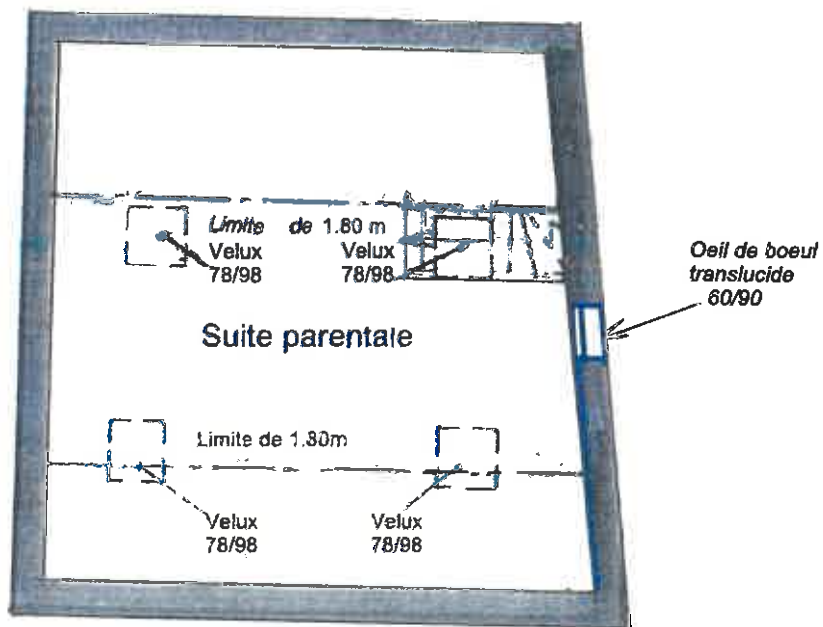 Limite de 1.80 m
Velux
78/98
Velux
78/98
Oeil de boeuf
translucide
60/90
Suite parentale
Limite de 1.80m
Velux
78/98
Velux
78/98